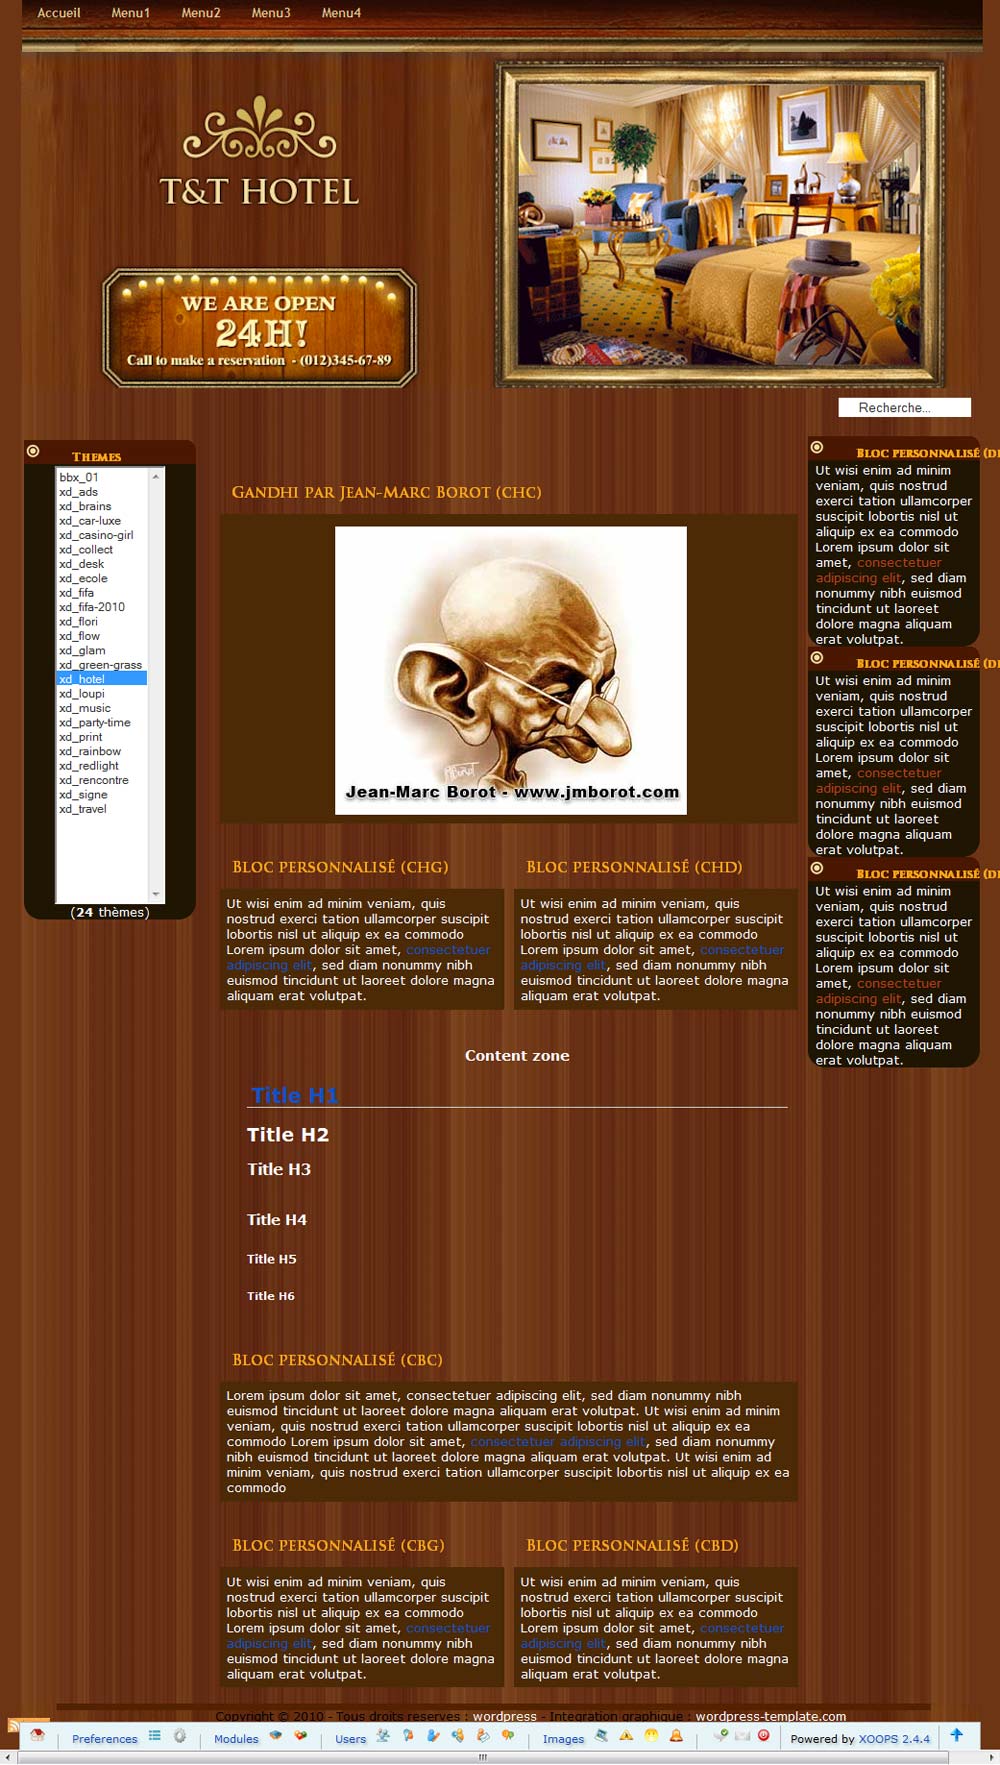 Accueil Menu1 Menu2 Menu3 Menu4
T&T HOTEL
WE ARE OPEN
24H!
Call to make a reservation - (012)345-67-89
Recherche...
Themes
bbx_01
xd_ads
xd_brains
xd_car-luxe
xd_casino-girl
xd_collect
xd_desk
xd_ecole
xd_fifa
xd_fifa-2010
xd_flori
xd_flow
xd_glam
xd_green-grass
xd_hotel
xd_loupi
xd_music
xd_party-time
xd_print
xd_rainbow
xd_redlight
xd_rencontre
xd_signe
xd_travel
(24 thèmes)
Gandhi par Jean-Marc Borot (CHC)
Jean-Marc Borot - www.jmborot.com
Bloc personnalisé (CHG)
Ut wisi enim ad minim veniam, quis
nostrud exerci tation ullamcorper suscipit
lobortis nisl ut aliquip ex ea commodo
Lorem ipsum dolor sit amet, consectetuer
adipiscing elit, sed diam nonummy nibh
euismod tincidunt ut laoreet dolore magna
aliquam erat volutpat.
Bloc personnalisé (CHD)
Ut wisi enim ad minim veniam, quis
nostrud exerci tation ullamcorper suscipit
lobortis nisl ut aliquip ex ea commodo
Lorem ipsum dolor sit amet, consectetuer
adipiscing elit, sed diam nonummy nibh
euismod tincidunt ut laoreet dolore magna
aliquam erat volutpat.
Content zone
Title H1
Title H2
Title H3
Title H4
Title H5
Title H6
Bloc personnalisé (CBC)
Lorem ipsum dolor sit amet, consectetuer adipiscing elit, sed diam nonummy nibh
euismod tincidunt ut laoreet dolore magna aliquam erat volutpat. Ut wisi enim ad minim
veniam, quis nostrud exerci tation ullamcorper suscipit lobortis nisl ut aliquip ex ea
commodo Lorem ipsum dolor sit amet, consectetuer adipiscing elit, sed diam nonummy
nibh euismod tincidunt ut laoreet dolore magna aliquam erat volutpat. Ut wisi enim ad
minim veniam, quis nostrud exerci tation ullamcorper suscipit lobortis nisl ut aliquip ex ea
commodo
Bloc personnalisé (CBG)
Ut wisi enim ad minim veniam, quis
nostrud exerci tation ullamcorper suscipit
lobortis nisl ut aliquip ex ea commodo
Lorem ipsum dolor sit amet, consectetuer
adipiscing elit, sed diam nonummy nibh
euismod tincidunt ut laoreet dolore magna
aliquam erat volutpat.
Bloc personnalisé (CBD)
Ut wisi enim ad minim veniam, quis
nostrud exerci tation ullamcorper suscipit
lobortis nisl ut aliquip ex ea commodo
Lorem ipsum dolor sit amet, consectetuer
adipiscing elit, sed diam nonummy nibh
euismod tincidunt ut laoreet dolore magna
aliquam erat volutpat.
Bloc personnalisé
Ut wisi enim ad minim
veniam, quis nostrud
exerci tation ullamcorper
suscipit lobortis nisl ut
aliquip ex ea commodo
Lorem ipsum dolor sit
amet, consectetuer
adipiscing elit, sed diam
nonummy nibh euismod
tincidunt ut laoreet
dolore magna aliquam
erat volutpat.
Bloc personnalisé
Ut wisi enim ad minim
veniam, quis nostrud
exerci tation ullamcorper
suscipit lobortis nisl ut
aliquip ex ea commodo
Lorem ipsum dolor sit
amet, consectetuer
adipiscing elit, sed diam
nonummy nibh euismod
tincidunt ut laoreet
dolore magna aliquam
erat volutpat.
Bloc personnalisé
Ut wisi enim ad minim
veniam, quis nostrud
exerci tation ullamcorper
suscipit lobortis nisl ut
aliquip ex ea commodo
Lorem ipsum dolor sit
amet, consectetuer
adipiscing elit, sed diam
nonummy nibh euismod
tincidunt ut laoreet
dolore magna aliquam
erat volutpat.
Copyright © 2010 - Tous droits reserves : wordpress - Integration graphique : wordpress-template.com
Preferences Modules Users Images Powered by XOOPS 2.4.4